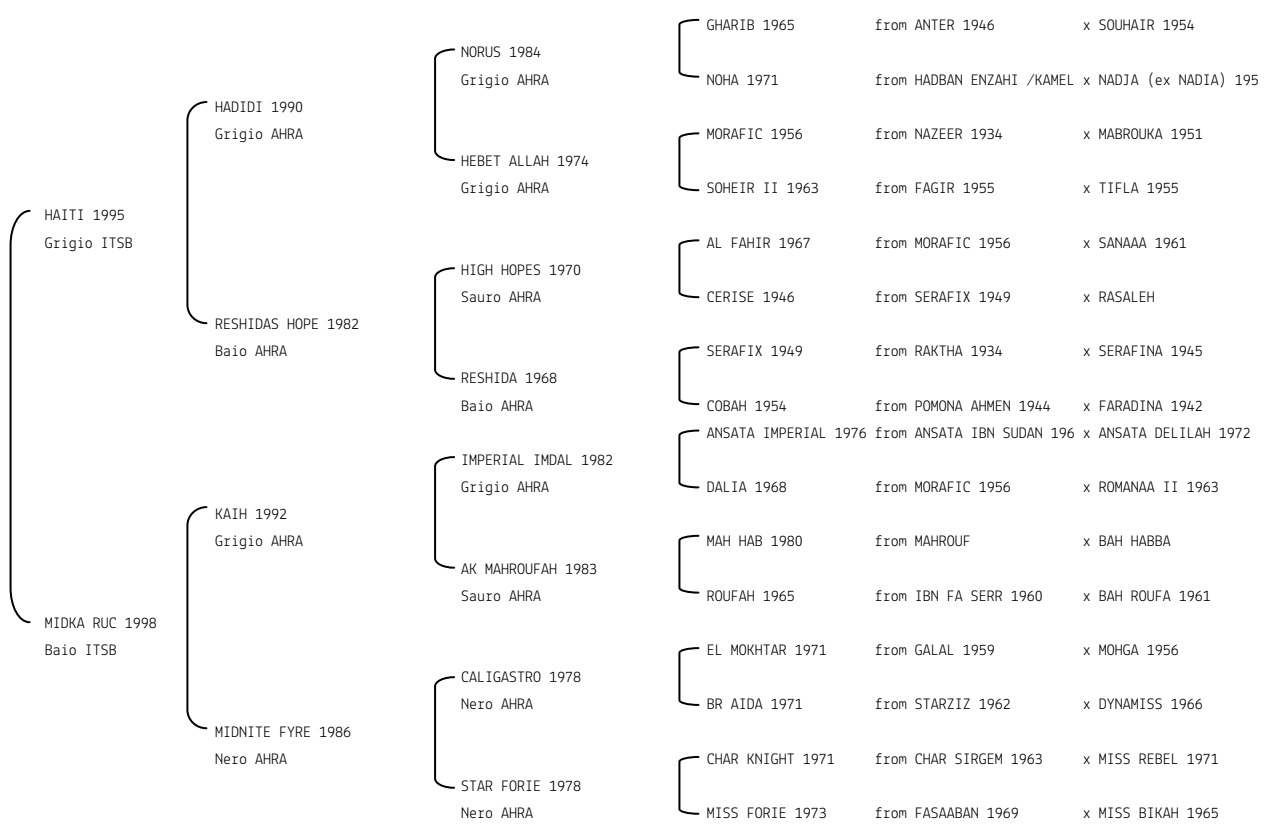 GHARIB 1965 from ANTER 1946 x SOUHAIR 1954
NORUS 1984
Grigio AHRA NOHA 1971 from HADBAN ENZAHI /KAMEL x NADJA (ex NADIA) 195
HADIDI 1990
Grigio AHRA MORAFIC 1956 from NAZEER 1934 x MABROUKA 1951
HEBET ALLAH 1974
Grigio AHRA SOHEIR II 1963 from FAGIR 1955 x TIFLA 1955
HAITI 1995
Grigio ITSB AL FAHIR 1967 from MORAFIC 1956 x SANAAA 1961
HIGH HOPES 1970
Sauro AHRA CERISE 1946 from SERAFIX 1949 x RASALEH
RESHIDAS HOPE 1982
Baio AHRA SERAFIX 1949 from RAKTHA 1934 x SERAFINA 1945
RESHIDA 1968
Baio AHRA COBAH 1954 from POMONA AHMEN 1944 x FARADINA 1942
ANSATA IMPERIAL 1976 from ANSATA IBN SUDAN 196 x ANSATA DELILAH 1972
IMPERIAL IMDAL 1982
Grigio AHRA DALIA 1968 from MORAFIC 1956 x ROMANAA II 1963
KAIH 1992
Grigio AHRA MAH HAB 1980 from MAHROUF x BAH HABBA
AK MAHROUFAH 1983
Sauro AHRA ROUFAH 1965 from IBN FA SERR 1960 x BAH ROUFA 1961
MIDKA RUC 1998
Baio ITSB EL MOKHTAR 1971 from GALAL 1959 x MOHGA 1956
CALIGASTRO 1978
Nero AHRA BR AIDA 1971 from STARZIZ 1962 x DYNAMISS 1966
MIDNITE FYRE 1986
Nero AHRA CHAR KNIGHT 1971 from CHAR SIRGEM 1963 x MISS REBEL 1971
STAR FORIE 1978
Nero AHRA MISS FORIE 1973 from FASAABAN 1969 x MISS BIKAH 1965